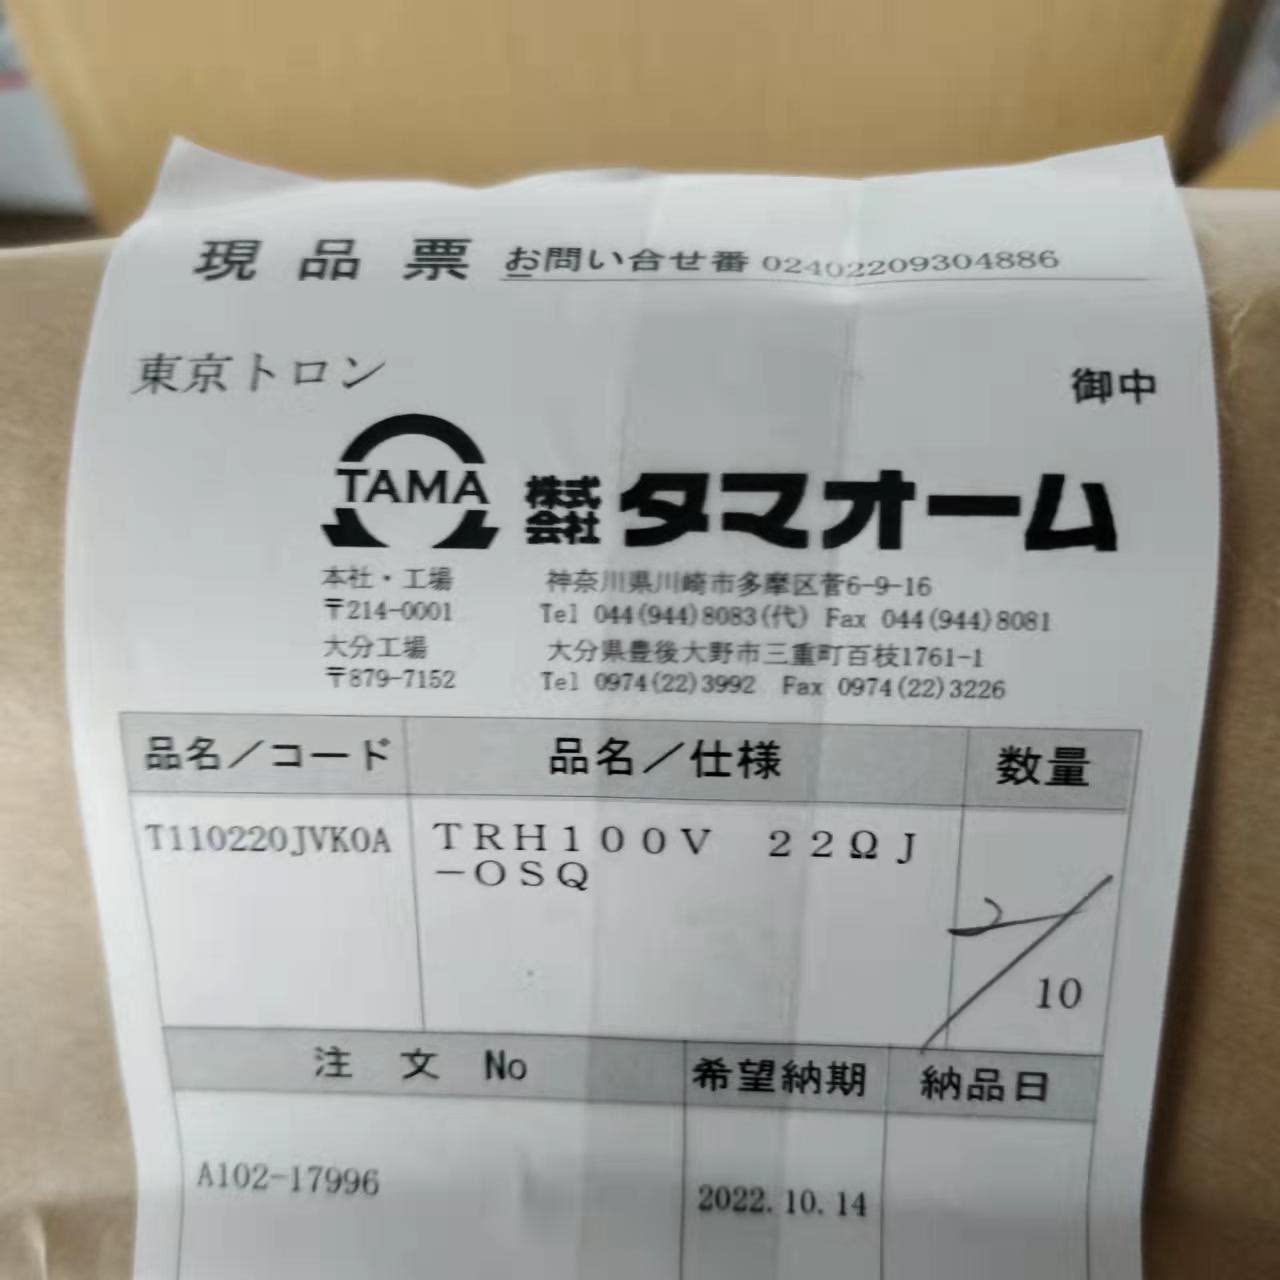 現品票 お問い合せ番 02402209304886
東京トロン 御中
TAMA 株式会社 タマオーム
本社・工場 神奈川県川崎市多摩区菅6-9-16
〒214-0001 Tel 044(944)8083(代) Fax 044(944)8081
大分工場 大分県豊後大野市三重町百枝1761-1
〒879-7152 Tel 0974(22)3992 Fax 0974(22)3226
品名／コード 品名／仕様 数量
T110220JVK0A TRH100V 22ΩJ
-OSQ
2
10
注文 No 希望納期 納品日
A102-17996 2022.10.14